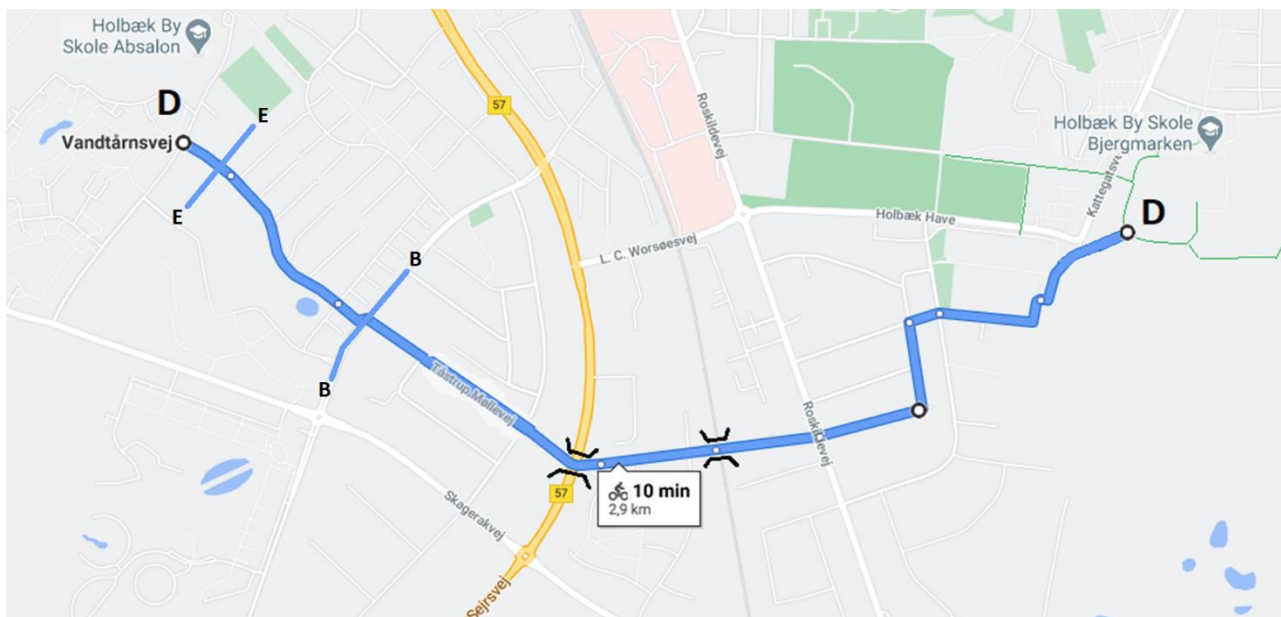 Holbæk By
Skole Absalon
D
E
Vandtårnsvej
E
57
Roskildevej
Holbæk By Skole
Bjergmarken
Kattegatsve
D
Holbæk Have
L. C. Worsøesvej
B
B
Tåstrup Møllevej
Roskildevej
57
10 min
2,9 km
Skagerakvej
Sejrsvej